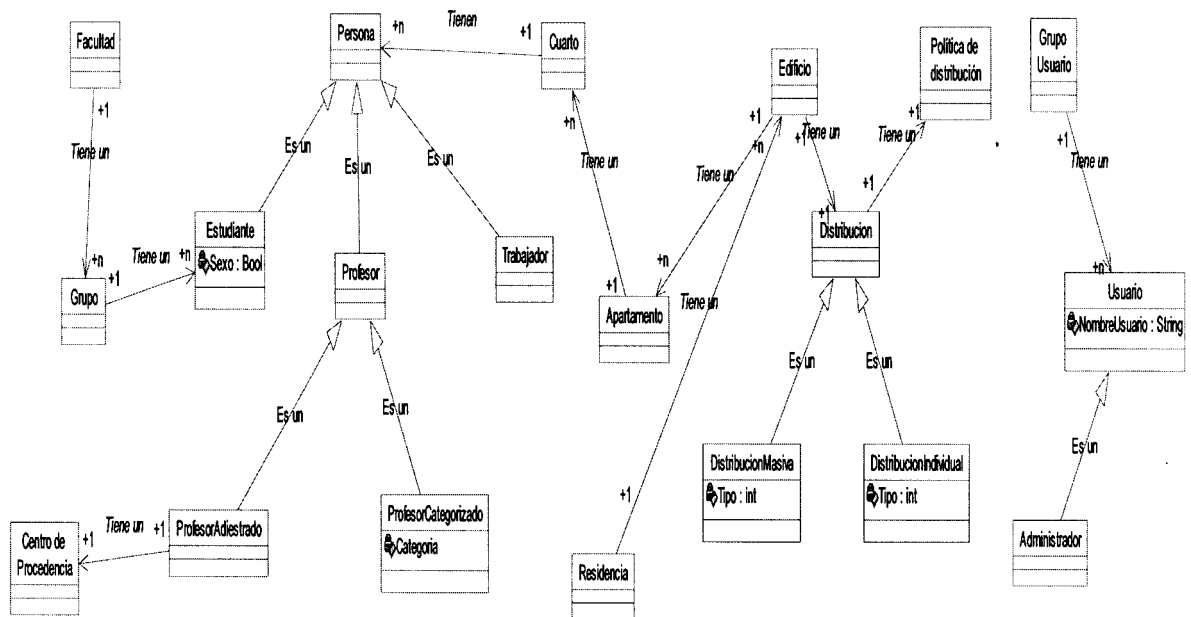 Facultad
+1
Tiene un
+n
Grupo
+1
Tiene un
+n
Persona
+n
Tienen
+1
Cuarto
+n
Tiene un
+1
Apartamento
Es un
Es un
Es un
Estudiante
Sexo : Bool
Profesor
Trabajador
Es un
Es un
Centro de
Procedencia
+1
Tiene un
+1
ProfesorAdiestrado
ProfesorCategorizado
Categoria
Edificio
+1
Tiene un
+n
+n
Tiene un
+1
Residencia
+1
Tiene un
+1
Distribucion
+1
Tiene un
+1
Política de
distribución
Es un
Es un
DistribucionMasiva
Tipo : int
DistribucionIndividual
Tipo : int
Grupo
Usuario
+1
Tiene un
+n
Usuario
NombreUsuario : String
Es un
Administrador